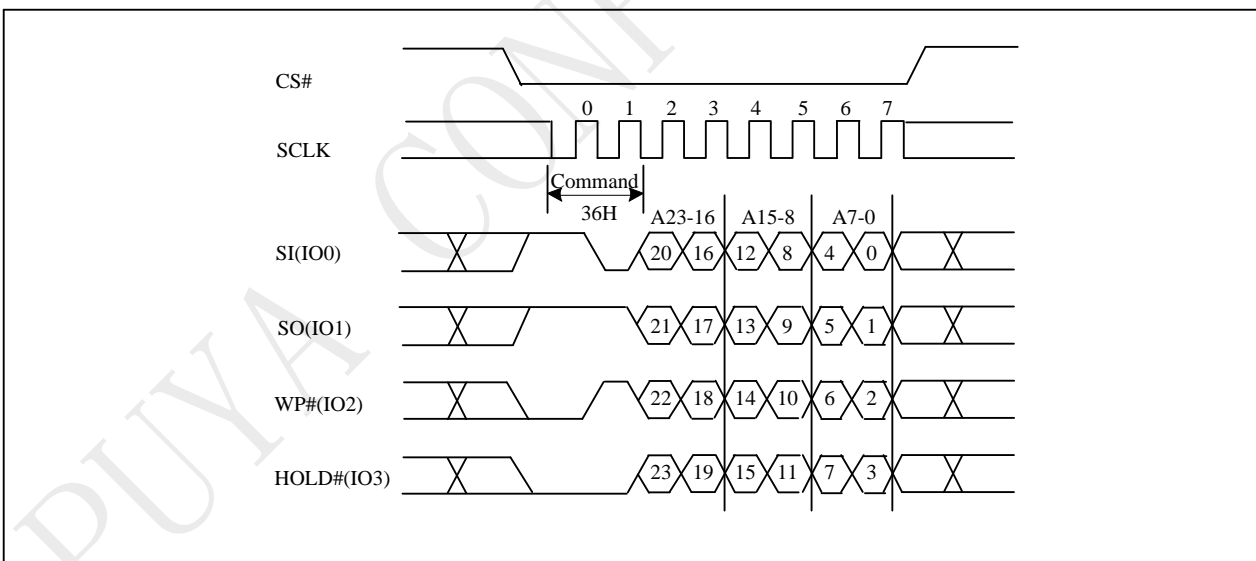 CS#
0 1 2 3 4 5 6 7
SCLK
Command
36H
A23-16 A15-8 A7-0
SI(IO0)
20 16 12 8 4 0
SO(IO1)
21 17 13 9 5 1
WP#(IO2)
22 18 14 10 6 2
HOLD#(IO3)
23 19 15 11 7 3
PUYA CONF